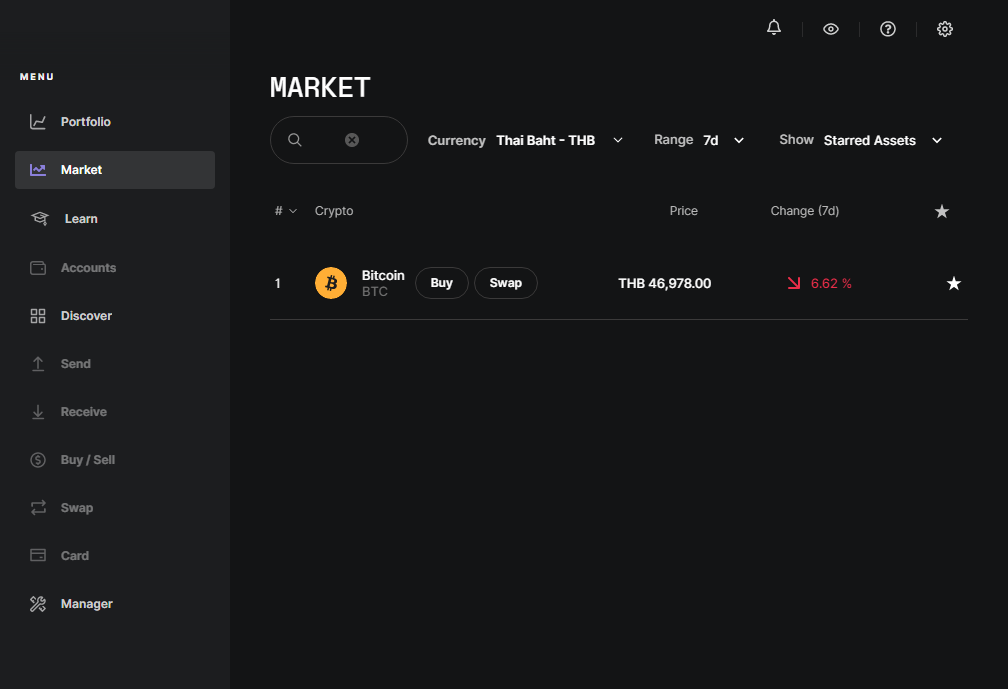 MENU
Portfolio
Market
Learn
Accounts
Discover
Send
Receive
Buy / Sell
Swap
Card
Manager
MARKET
Currency Thai Baht - THB Range 7d Show Starred Assets
# Crypto Price Change (7d)
1 Bitcoin BTC Buy Swap THB 46,978.00 6.62 %